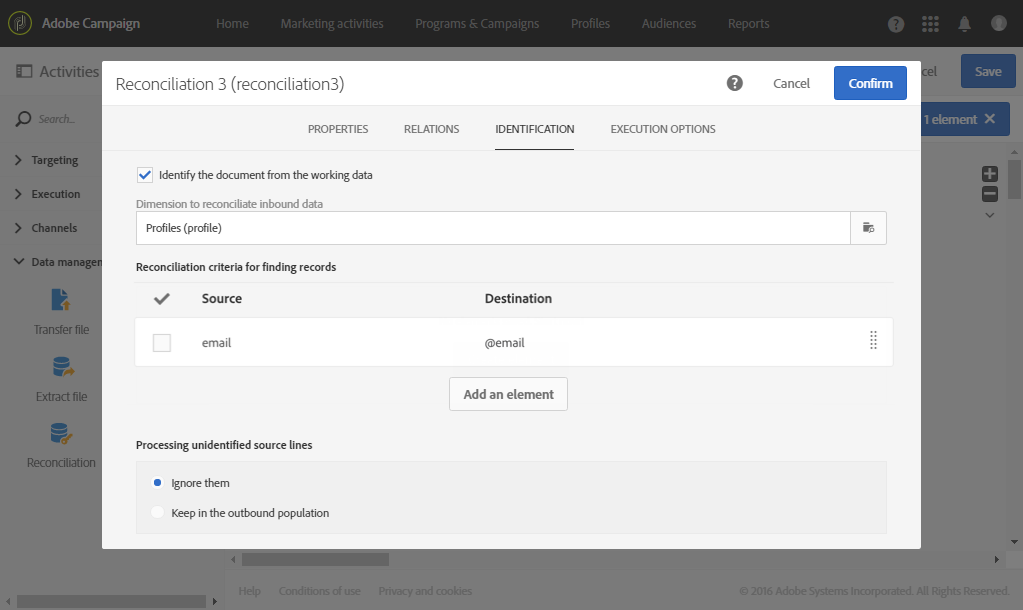 Adobe Campaign
Home
Marketing activities
Programs & Campaigns
Profiles
Audiences
Reports
Activities
cel
Save
Reconciliation 3 (reconciliation3)
Cancel
Confirm
Search...
1 element
PROPERTIES
RELATIONS
IDENTIFICATION
EXECUTION OPTIONS
Targeting
Execution
Channels
Data managen
Transfer file
Extract file
Reconciliation
Identify the document from the working data
Dimension to reconciliate inbound data
Profiles (profile)
Reconciliation criteria for finding records
Source
Destination
email
@email
Add an element
Processing unidentified source lines
Ignore them
Keep in the outbound population
Help
Conditions of use
Privacy and cookies
© 2016 Adobe Systems Incorporated. All Rights Reserved.